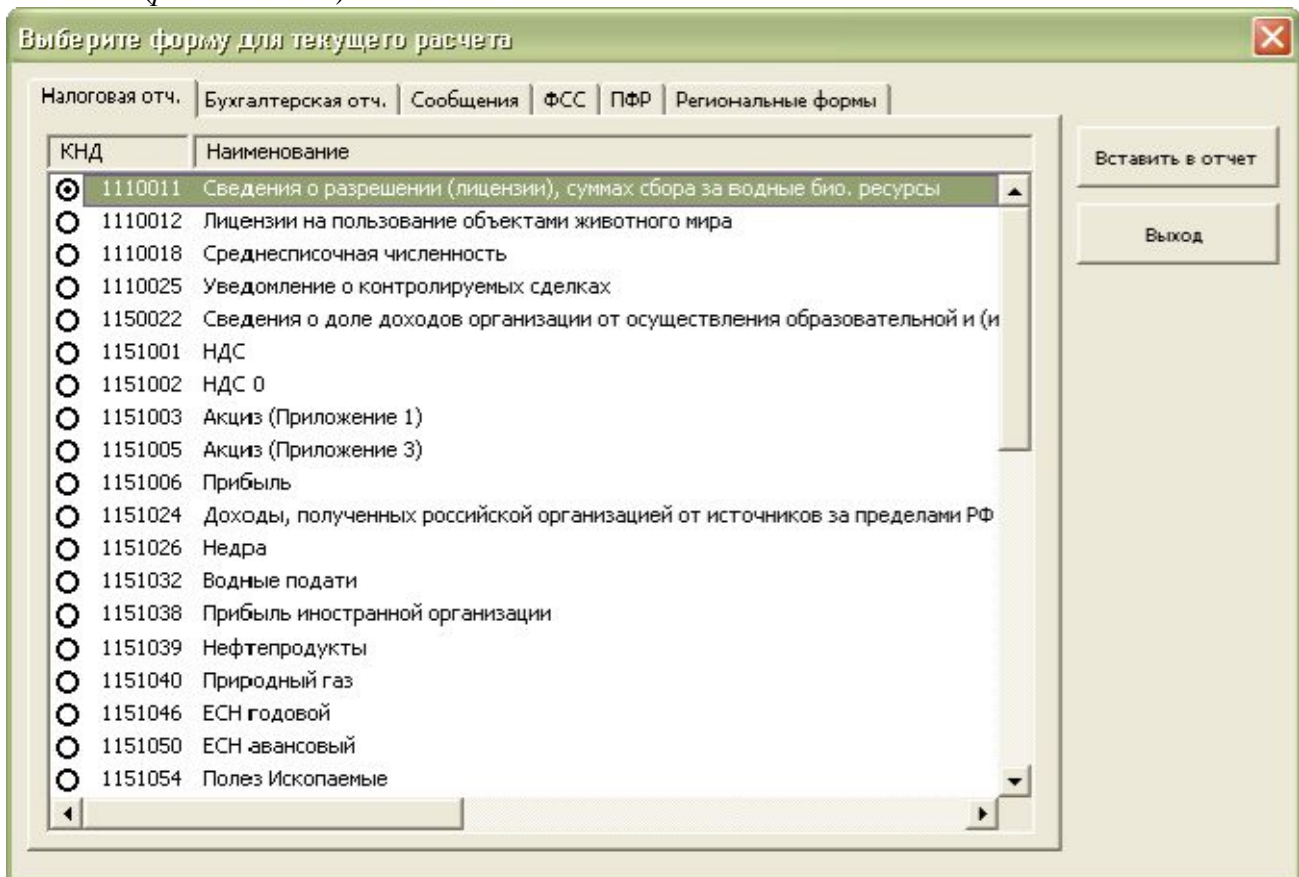 Выберите форму для текущего расчета
Налоговая отч. Бухгалтерская отч. Сообщения ФСС ПФР Региональные формы
КНД Наименование
Вставить в отчет
1110011 Сведения о разрешении (лицензии), суммах сбора за водные био. ресурсы
1110012 Лицензии на пользование объектами животного мира
Выход
1110018 Среднесписочная численность
1110025 Уведомление о контролируемых сделках
1150022 Сведения о доле доходов организации от осуществления образовательной и (и
1151001 НДС
1151002 НДС 0
1151003 Акциз (Приложение 1)
1151005 Акциз (Приложение 3)
1151006 Прибыль
1151024 Доходы, полученных российской организацией от источников за пределами РФ
1151026 Недра
1151032 Водные подати
1151038 Прибыль иностранной организации
1151039 Нефтепродукты
1151040 Природный газ
1151046 ЕСН годовой
1151050 ЕСН авансовый
1151054 Полез Ископаемые